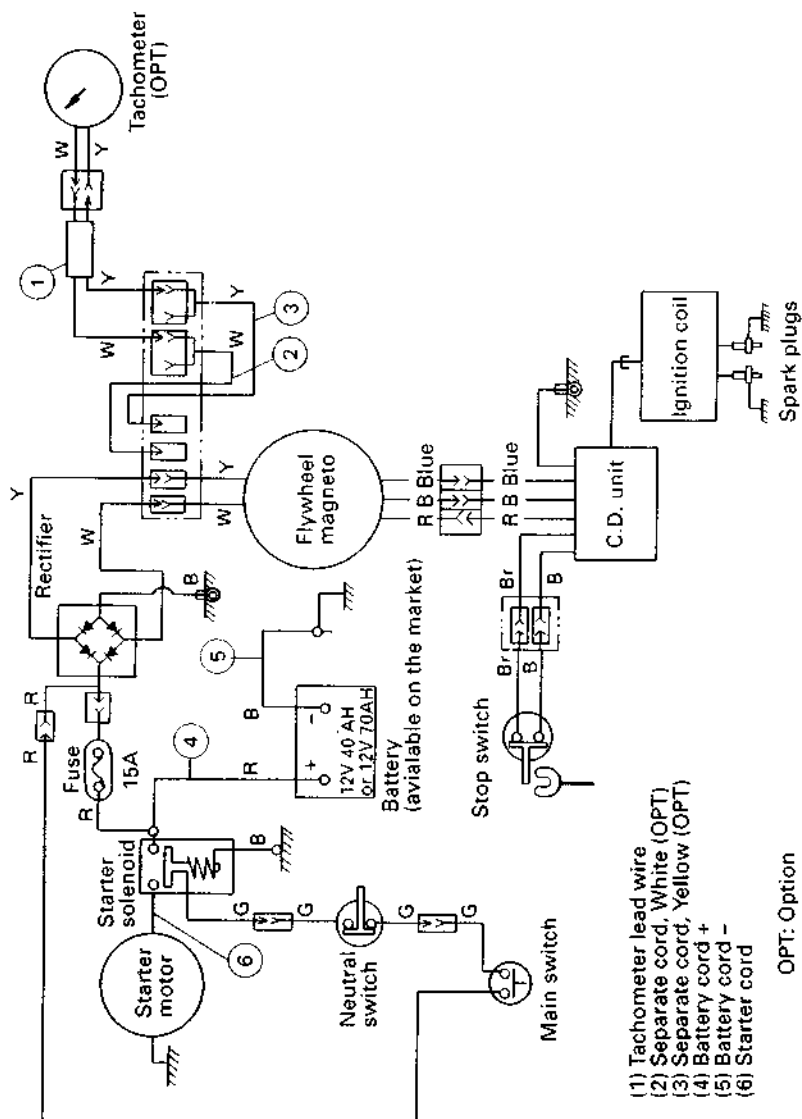 Tachometer
(OPT)
W
Y
1
W
Y
W
Y
2
3
Y
W
Rectifier
B
W
Y
Flywheel
magneto
R B Blue
R B Blue
C.D. unit
Ignition coil
Spark plugs
Br
B
Br
B
Stop switch
R
R
Fuse
15A
R
4
R
5
B
+ -
12V 40 AH
or 12V 70AH
Battery
(avialable on the market)
Starter
solenoid
B
6
Starter
motor
G
G
Neutral
switch
G
G
Main switch
(1) Tachometer lead wire
(2) Separate cord, White (OPT)
(3) Separate cord, Yellow (OPT)
(4) Battery cord +
(5) Battery cord -
(6) Starter cord
OPT: Option